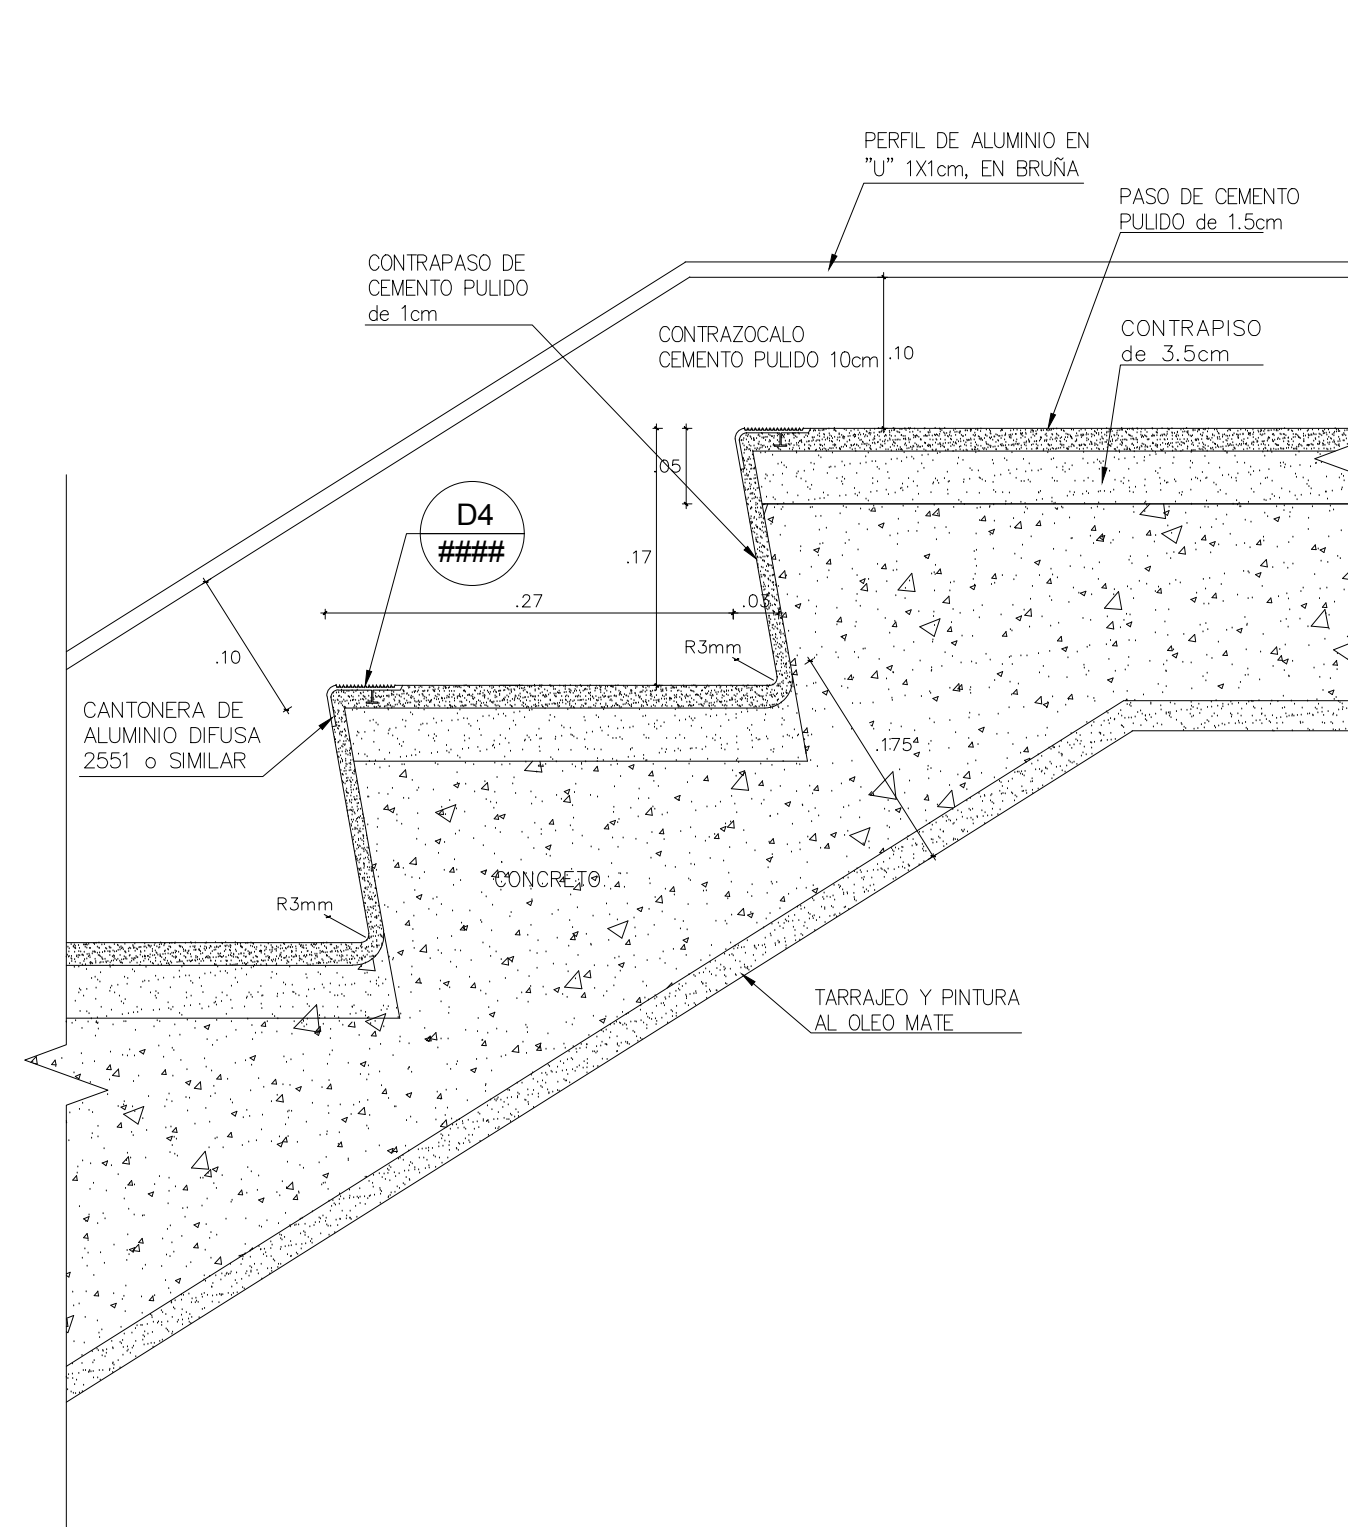 PERFIL DE ALUMINIO EN
"U" 1X1cm, EN BRUÑA
PASO DE CEMENTO
PULIDO de 1.5cm
CONTRAPASO DE
CEMENTO PULIDO
de 1cm
CONTRAZOCALO
CEMENTO PULIDO 10cm
.10
CONTRAPISO
de 3.5cm
.05
D4
####
.17
.27
.03
R3mm
.10
CANTONERA DE
ALUMINIO DIFUSA
2551 o SIMILAR
.175
CONCRETO
R3mm
TARRAJEO Y PINTURA
AL OLEO MATE